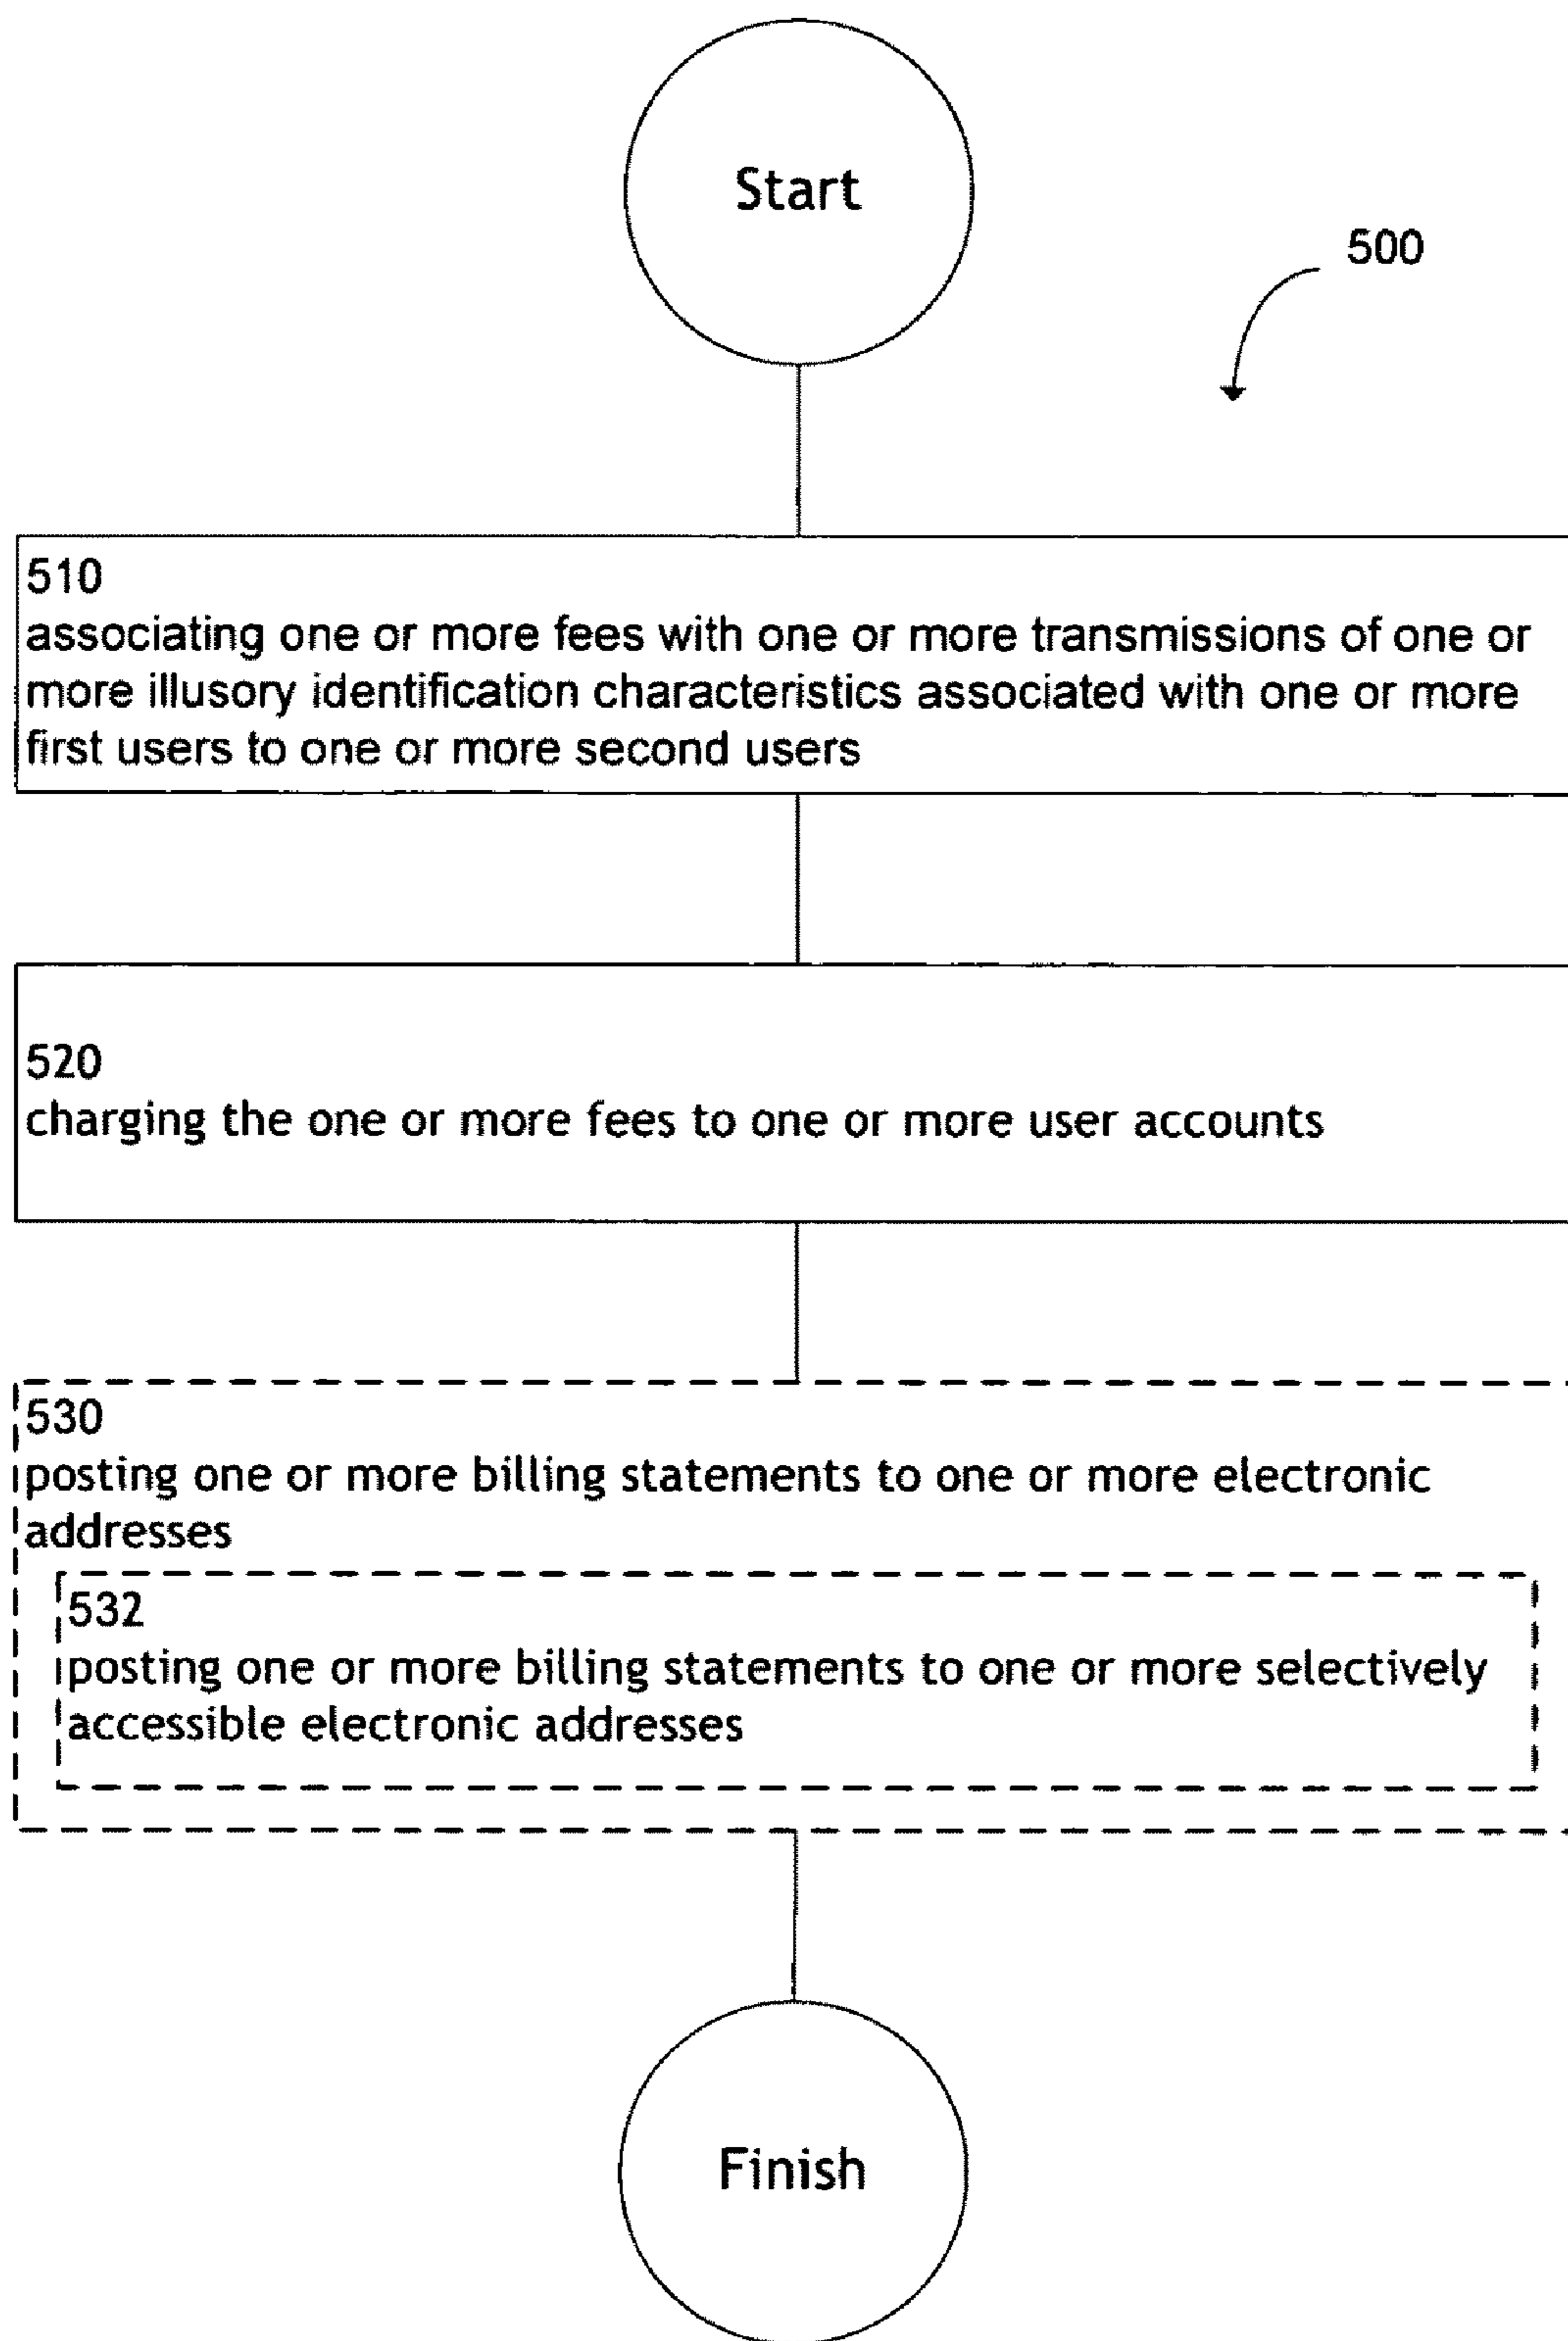 Start
500
510
associating one or more fees with one or more transmissions of one or
more illusory identification characteristics associated with one or more
first users to one or more second users
520
charging the one or more fees to one or more user accounts
530
posting one or more billing statements to one or more electronic
addresses
532
posting one or more billing statements to one or more selectively
accessible electronic addresses
Finish